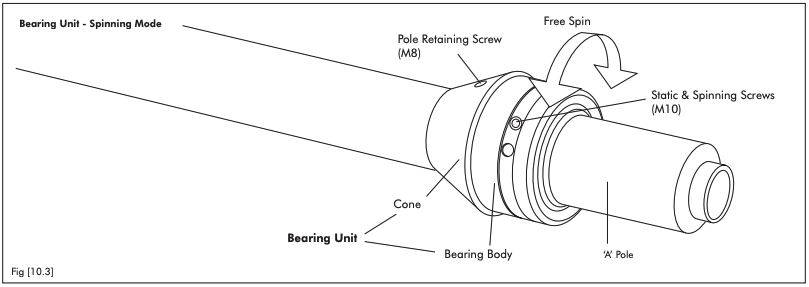 Bearing Unit - Spinning Mode
Free Spin
Pole Retaining Screw
(M8)
Static & Spinning Screws
(M10)
Cone
Bearing Unit
Bearing Body
'A' Pole
Fig [10.3]